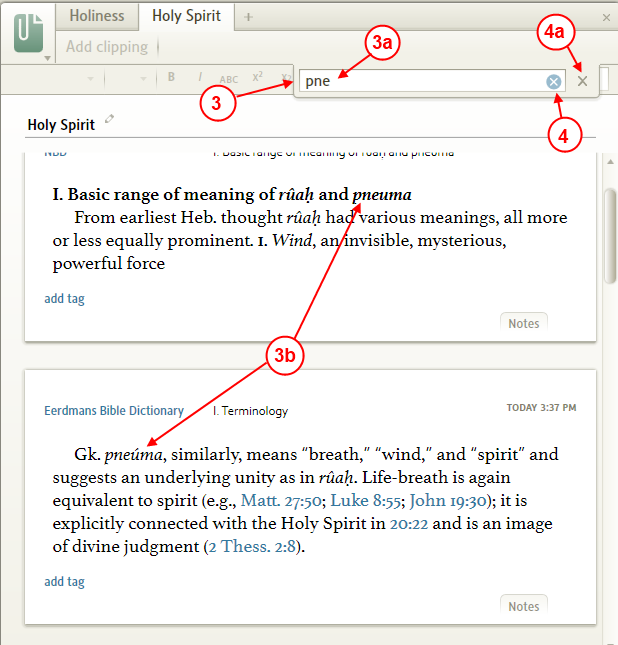 Holiness
Holy Spirit
+
×
4a
3a
Add clipping
B I ABC x²
pne
3
4
Holy Spirit
NBD I. Basic range of meaning of rûaḥ and pneuma
I. Basic range of meaning of rûaḥ and pneuma
From earliest Heb. thought rûaḥ had various meanings, all more
or less equally prominent. 1. Wind, an invisible, mysterious,
powerful force
add tag
Notes
3b
Eerdmans Bible Dictionary I. Terminology TODAY 3:37 PM
Gk. pneúma, similarly, means “breath,” “wind,” and “spirit” and
suggests an underlying unity as in rûaḥ. Life-breath is again
equivalent to spirit (e.g., Matt. 27:50; Luke 8:55; John 19:30); it is
explicitly connected with the Holy Spirit in 20:22 and is an image
of divine judgment (2 Thess. 2:8).
add tag
Notes